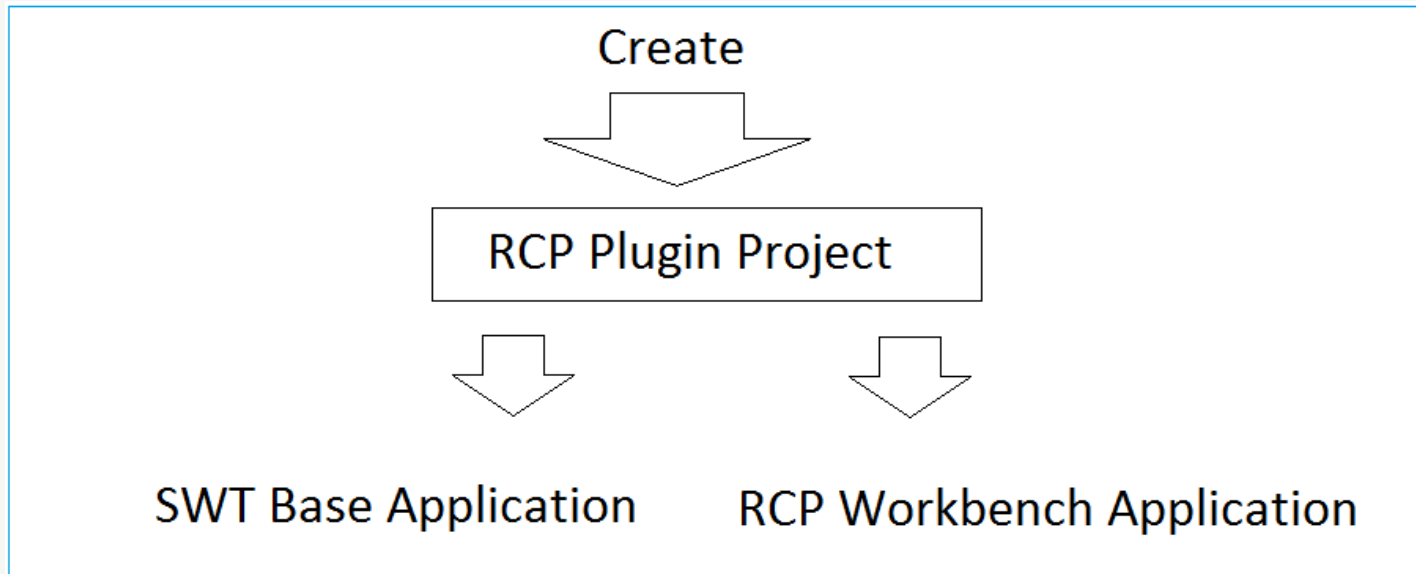 Create
RCP Plugin Project
SWT Base Application
RCP Workbench Application